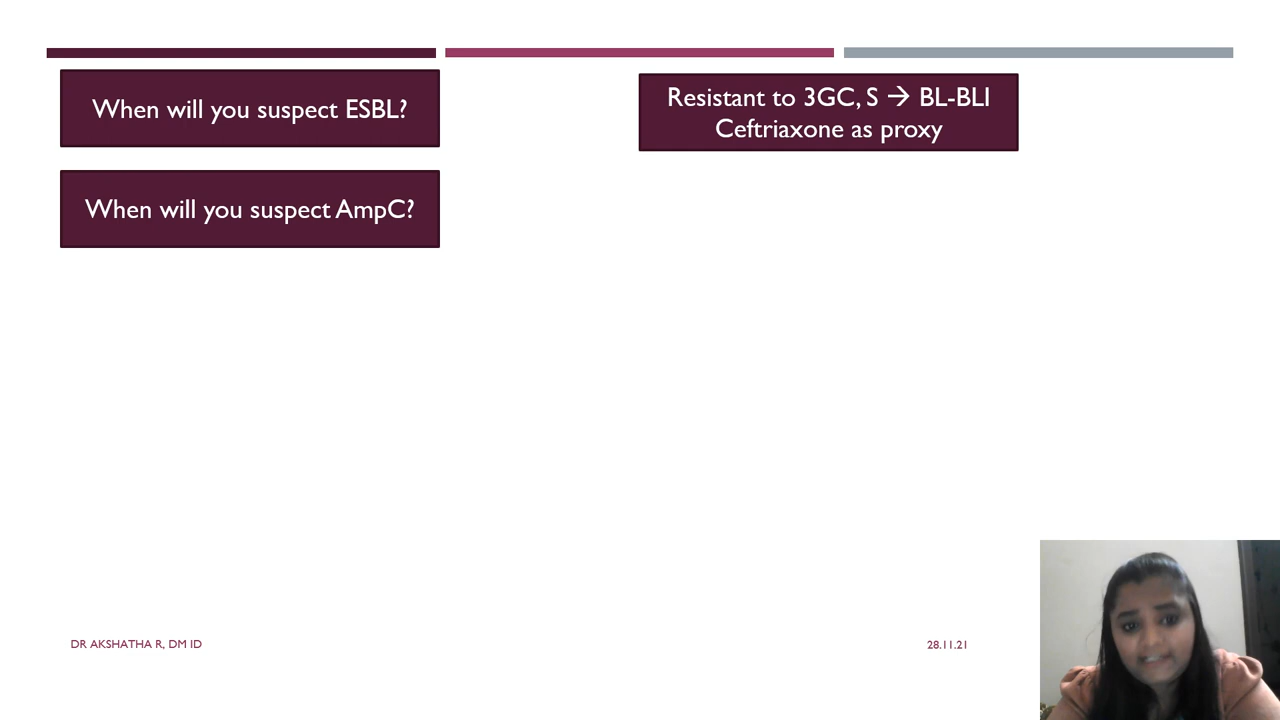 When will you suspect ESBL?
Resistant to 3GC, S → BL-BLI
Ceftriaxone as proxy
When will you suspect AmpC?
DR AKSHATHA R, DM ID
28.11.21